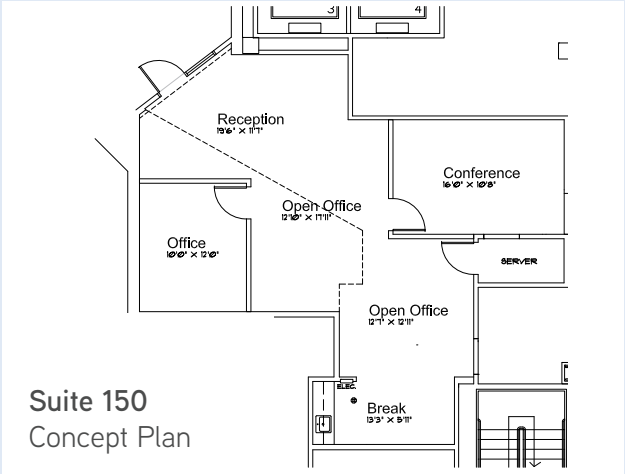 3
4
Reception
19'6" X 11'7"
Conference
16'0" X 10'8"
Open Office
12'10" X 17'11"
Office
10'0" X 12'0"
SERVER
Open Office
12'7" X 12'11"
ELEC.
Break
13'3" X 5'11"
Suite 150
Concept Plan